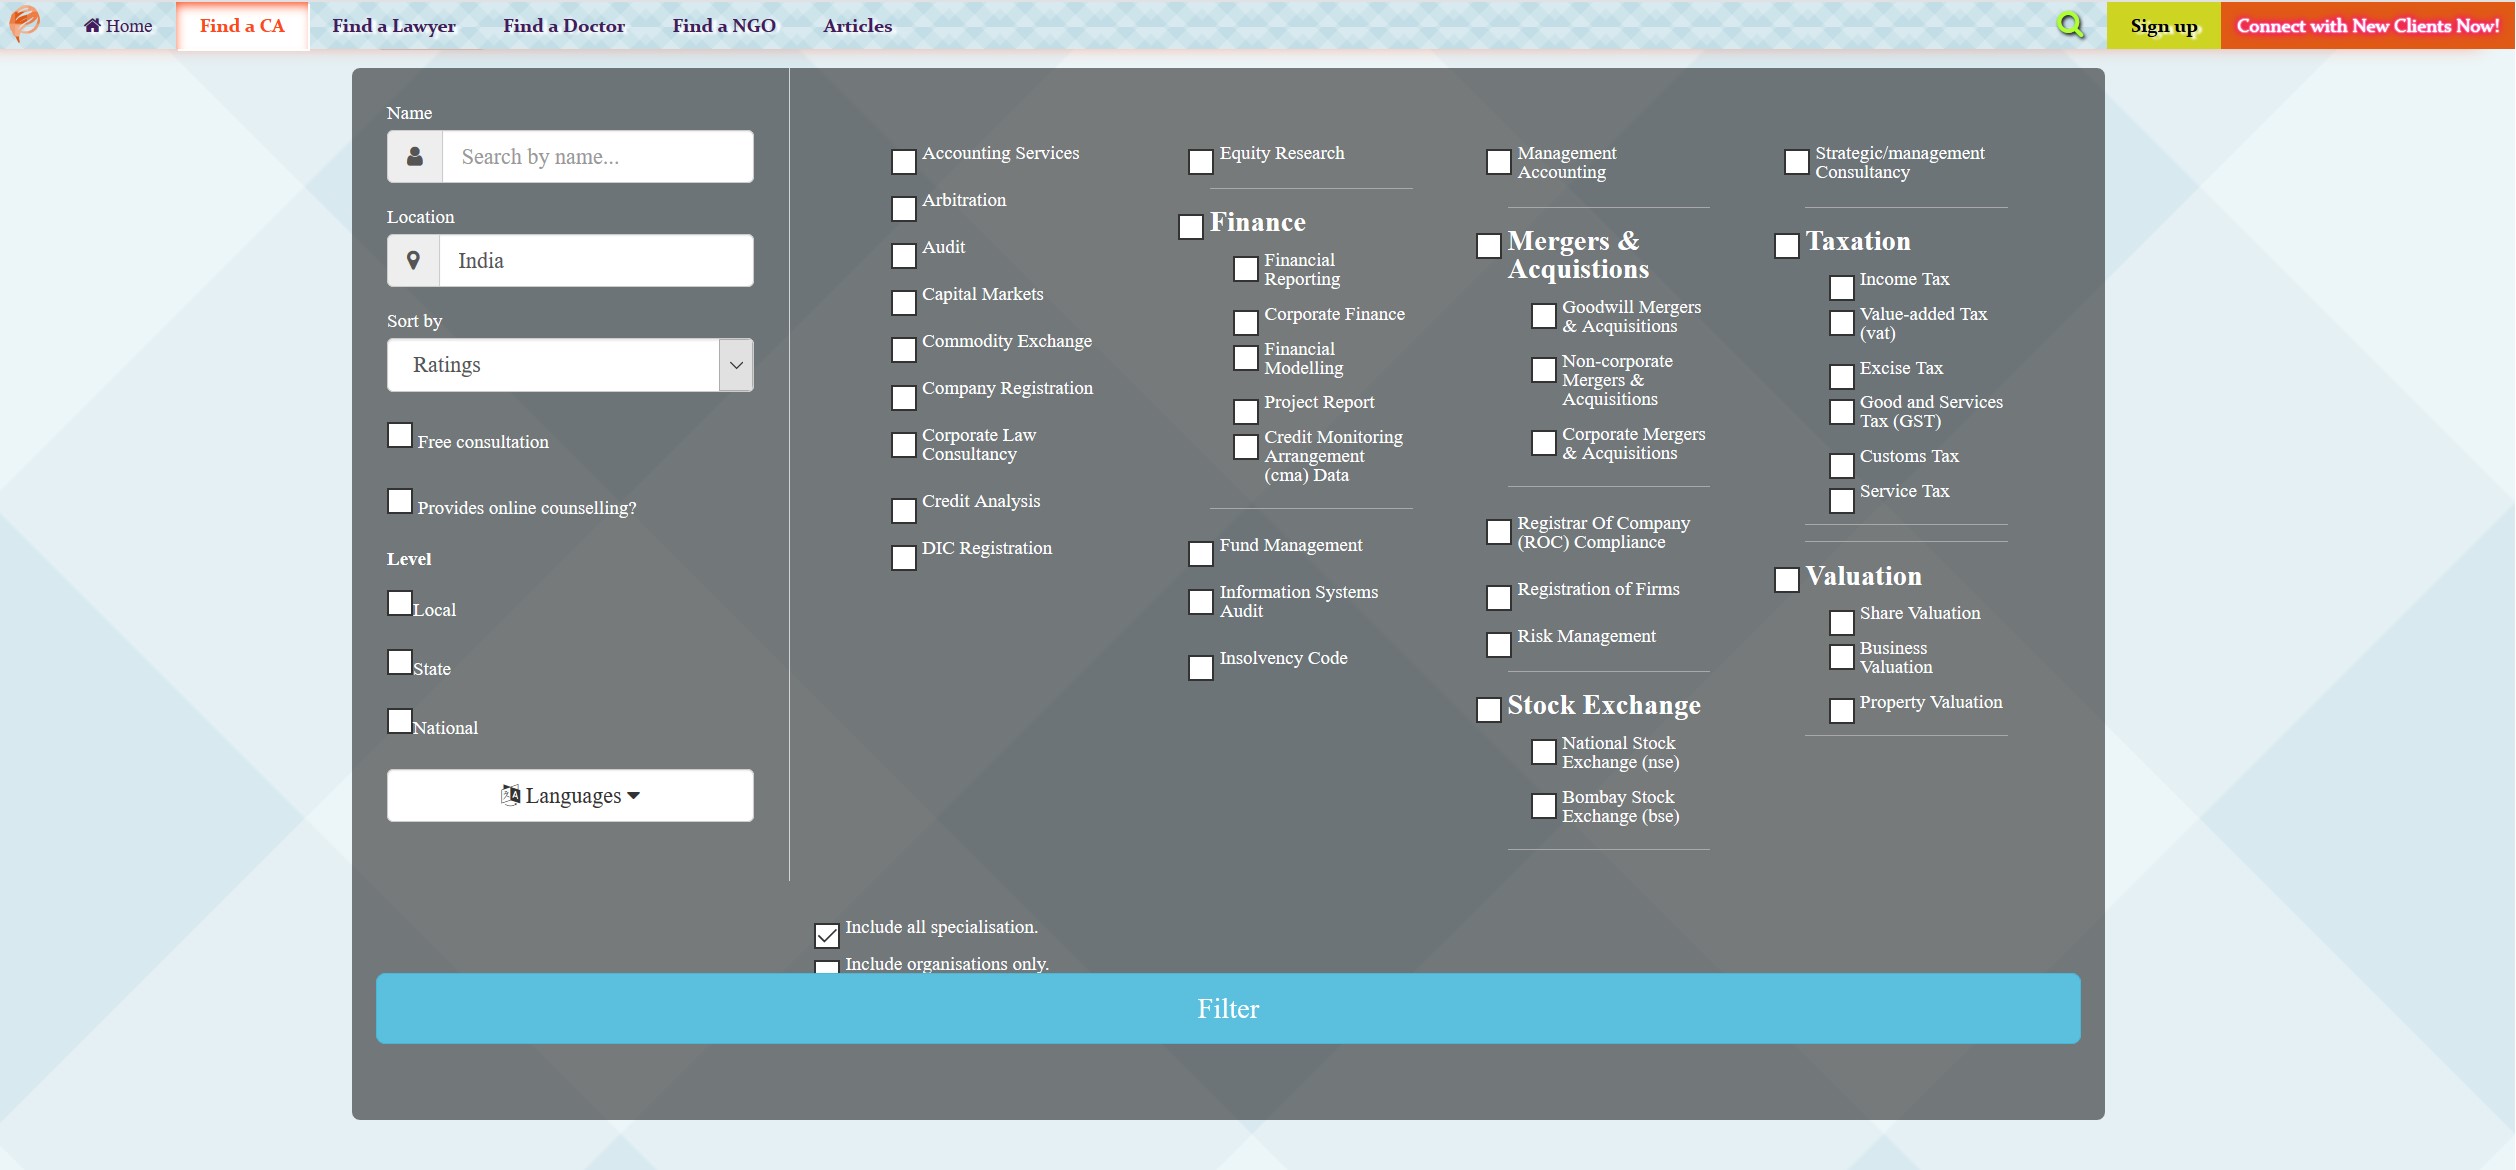 Home
Find a CA
Find a Lawyer
Find a Doctor
Find a NGO
Articles
Sign up
Connect with New Clients Now!
Name
Search by name...
Location
India
Sort by
Ratings
Free consultation
Provides online counselling?
Level
Local
State
National
Languages
Accounting Services
Arbitration
Audit
Capital Markets
Commodity Exchange
Company Registration
Corporate Law
Consultancy
Credit Analysis
DIC Registration
Equity Research
Finance
Financial
Reporting
Corporate Finance
Financial
Modelling
Project Report
Credit Monitoring
Arrangement
(cma) Data
Fund Management
Information Systems
Audit
Insolvency Code
Management
Accounting
Mergers &
Acquistions
Goodwill Mergers
& Acquisitions
Non-corporate
Mergers &
Acquisitions
Corporate Mergers
& Acquisitions
Registrar Of Company
(ROC) Compliance
Registration of Firms
Risk Management
Stock Exchange
National Stock
Exchange (nse)
Bombay Stock
Exchange (bse)
Strategic/management
Consultancy
Taxation
Income Tax
Value-added Tax
(vat)
Excise Tax
Good and Services
Tax (GST)
Customs Tax
Service Tax
Valuation
Share Valuation
Business
Valuation
Property Valuation
Include all specialisation.
Include organisations only.
Filter